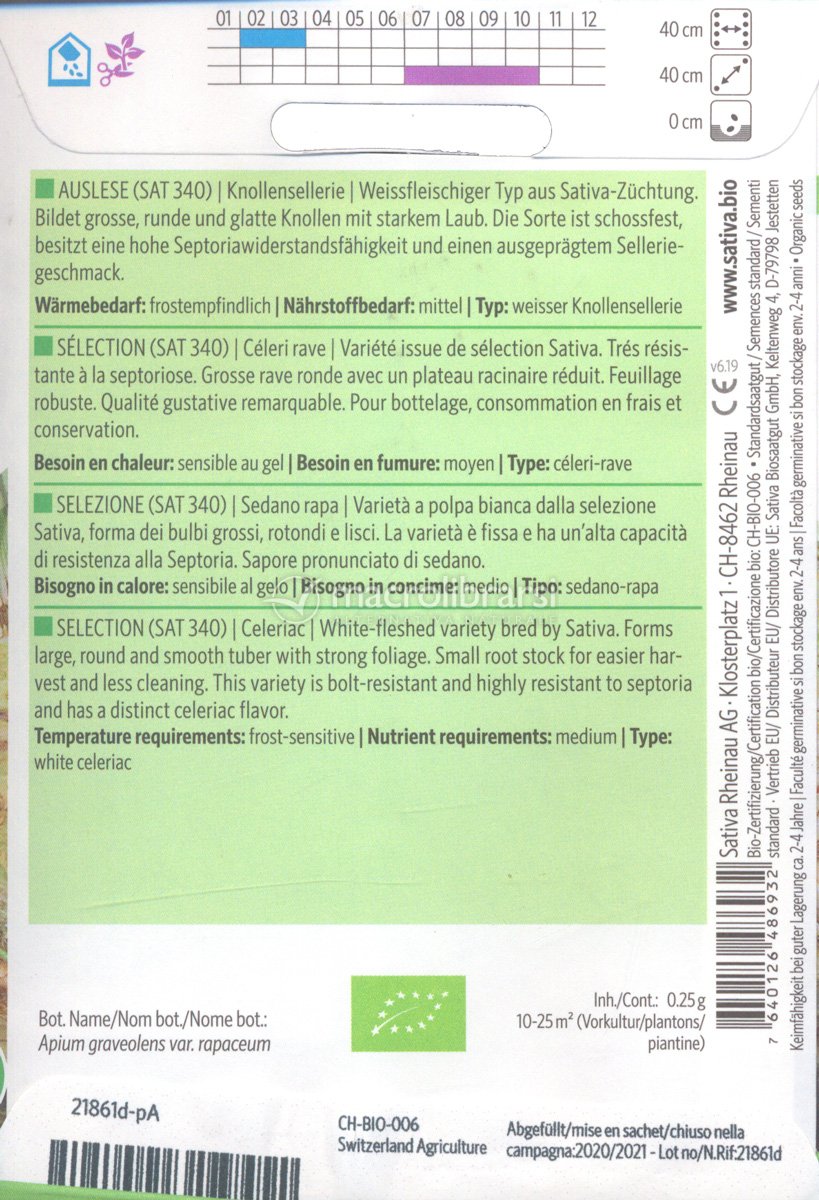 01 02 03 04 05 06 07 08 09 10 11 12
40 cm
40 cm
0 cm
AUSLESE (SAT 340) | Knollensellerie | Weissfleischiger Typ aus Sativa-Züchtung.
Bildet grosse, runde und glatte Knollen mit starkem Laub. Die Sorte ist schossfest,
besitzt eine hohe Septoriawiderstandsfähigkeit und einen ausgeprägtem Sellerie-
geschmack.
Wärmebedarf: frostempfindlich | Nährstoffbedarf: mittel | Typ: weisser Knollensellerie
SÉLECTION (SAT 340) | Céleri rave | Variété issue de sélection Sativa. Trés résis-
tante à la septoriose. Grosse rave ronde avec un plateau racinaire réduit. Feuillage
robuste. Qualité gustative remarquable. Pour bottelage, consommation en frais et
conservation.
Besoin en chaleur: sensible au gel | Besoin en fumure: moyen | Type: céleri-rave
SELEZIONE (SAT 340) | Sedano rapa | Varietà a polpa bianca dalla selezione
Sativa, forma dei bulbi grossi, rotondi e lisci. La varietà è fissa e ha un'alta capacità
di resistenza alla Septoria. Sapore pronunciato di sedano.
Bisogno in calore: sensibile al gelo | Bisogno in concime: medio | Tipo: sedano-rapa
macrolibrarsi
SELECTION (SAT 340) | Celeriac | White-fleshed variety bred by Sativa. Forms
large, round and smooth tuber with strong foliage. Small root stock for easier har-
vest and less cleaning. This variety is bolt-resistant and highly resistant to septoria
and has a distinct celeriac flavor.
Temperature requirements: frost-sensitive | Nutrient requirements: medium | Type:
white celeriac
Sativa Rheinau AG · Klosterplatz 1 · CH-8462 Rheinau CE v6.19 www.sativa.bio
Bio-Zertifizierung/Certification bio/Certificazione bio: CH-BIO-006 • Standardsaatgut / Semences standard / Sementi
standard · Vertrieb EU/ Distributeur EU/ Distributore UE: Sativa Biosaatgut GmbH, Keltenweg 4, D-79798 Jestetten
Keimfähigkeit bei guter Lagerung ca. 2-4 Jahre | Faculté germinative si bon stockage env. 2-4 ans | Facoltà germinative si bon stockage env. 2-4 anni • Organic seeds
7 640126 486932
Bot. Name/Nom bot./Nome bot.:
Apium graveolens var. rapaceum
Inh./Cont.: 0.25 g
10-25 m² (Vorkultur/plantons/
piantine)
21861d-pA
CH-BIO-006
Switzerland Agriculture
Abgefüllt/mise en sachet/chiuso nella
campagna:2020/2021 - Lot no/N.Rif:21861d